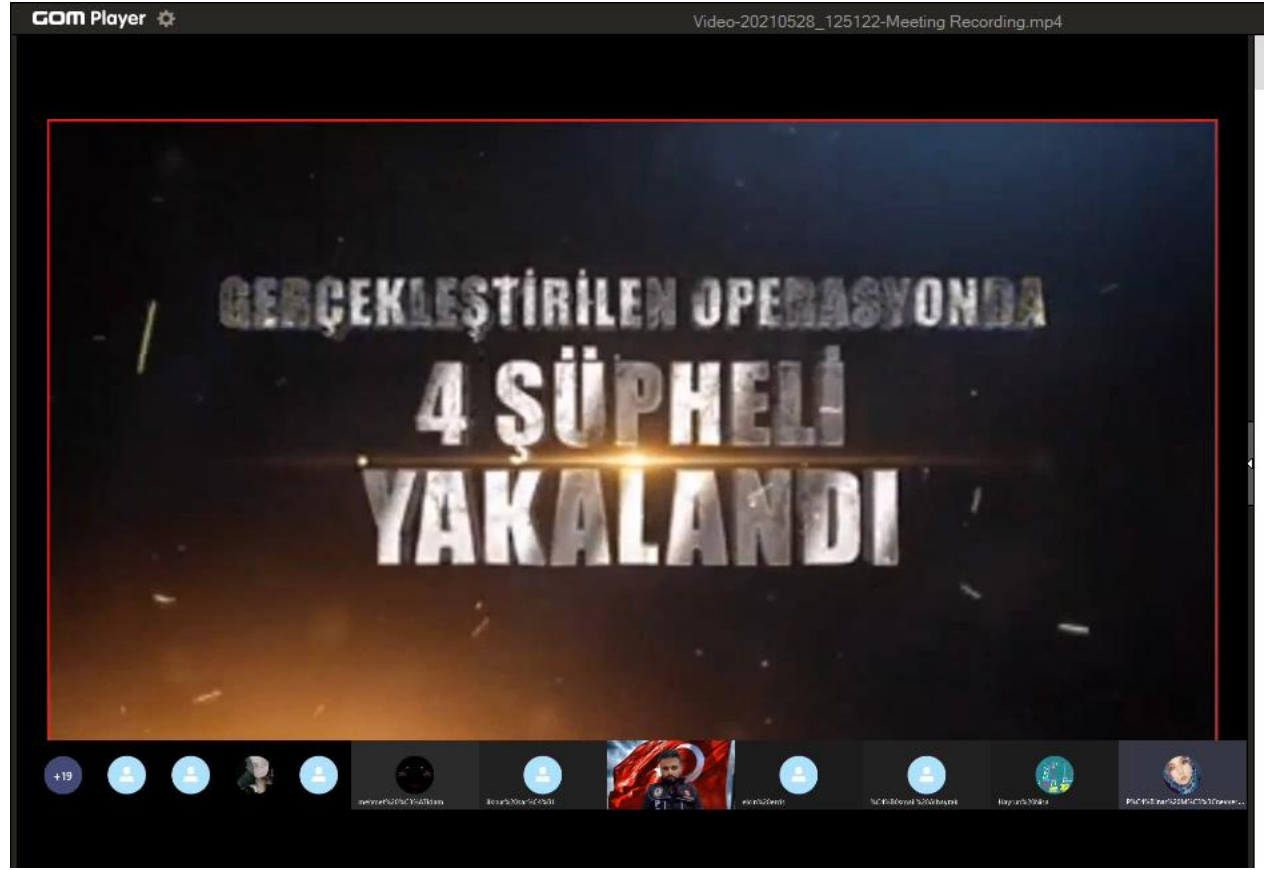 GOM Player
Video-20210528_125122-Meeting Recording.mp4
GERÇEKLEŞTİRİLEN OPERASYONDA
4 ŞÜPHELİ
YAKALANDI
+19